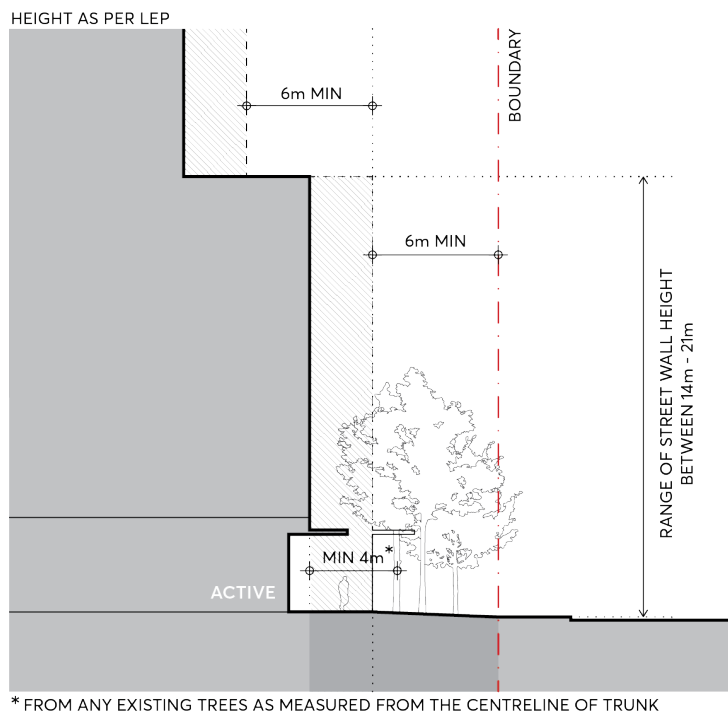 HEIGHT AS PER LEP
6m MIN
BOUNDARY
6m MIN
RANGE OF STREET WALL HEIGHT
BETWEEN 14m - 21m
MIN 4m*
ACTIVE
* FROM ANY EXISTING TREES AS MEASURED FROM THE CENTRELINE OF TRUNK